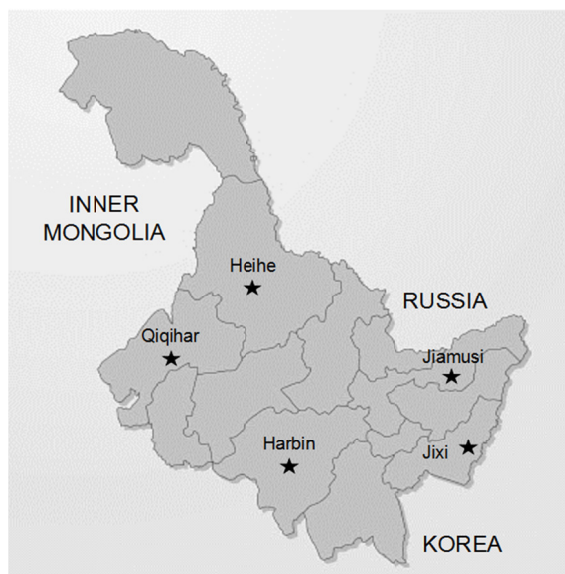 INNER
MONGOLIA
Heihe
RUSSIA
Qiqihar
Jiamusi
Harbin
Jixi
KOREA